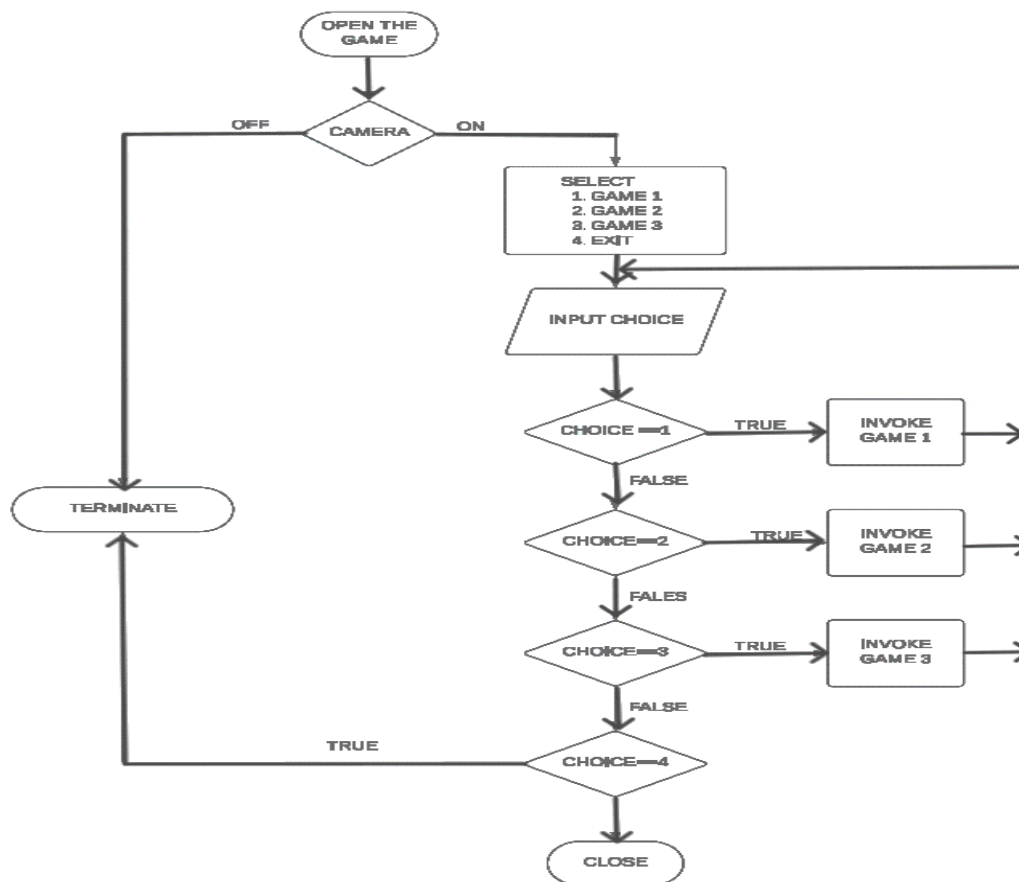 OPEN THE
GAME
CAMERA
OFF
ON
SELECT
1. GAME 1
2. GAME 2
3. GAME 3
4. EXIT
INPUT CHOICE
CHOICE ==1
TRUE
INVOKE
GAME 1
FALSE
TERMINATE
CHOICE==2
TRUE
INVOKE
GAME 2
FALES
CHOICE==3
TRUE
INVOKE
GAME 3
FALSE
TRUE
CHOICE==4
CLOSE